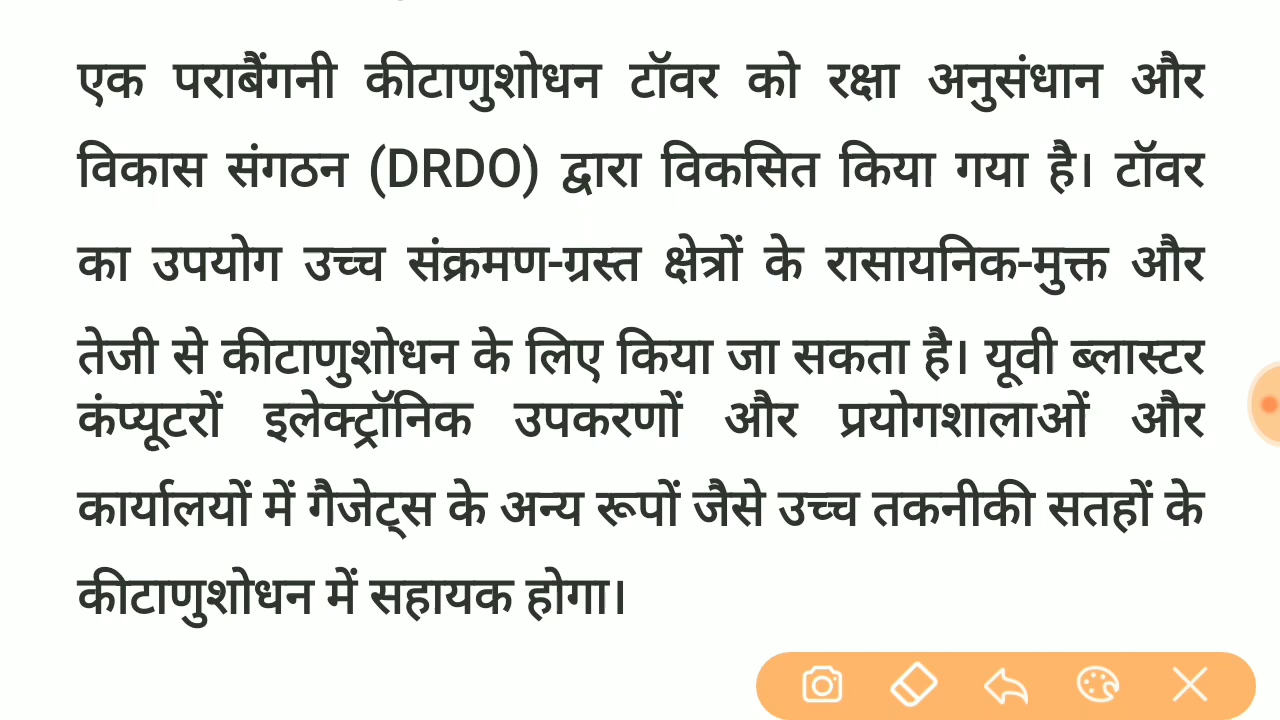 एक पराबैंगनी कीटाणुशोधन टॉवर को रक्षा अनुसंधान और
विकास संगठन (DRDO) द्वारा विकसित किया गया है। टॉवर
का उपयोग उच्च संक्रमण-ग्रस्त क्षेत्रों के रासायनिक-मुक्त और
तेजी से कीटाणुशोधन के लिए किया जा सकता है। यूवी ब्लास्टर
कंप्यूटरों इलेक्ट्रॉनिक उपकरणों और प्रयोगशालाओं और
कार्यालयों में गैजेट्स के अन्य रूपों जैसे उच्च तकनीकी सतहों के
कीटाणुशोधन में सहायक होगा।